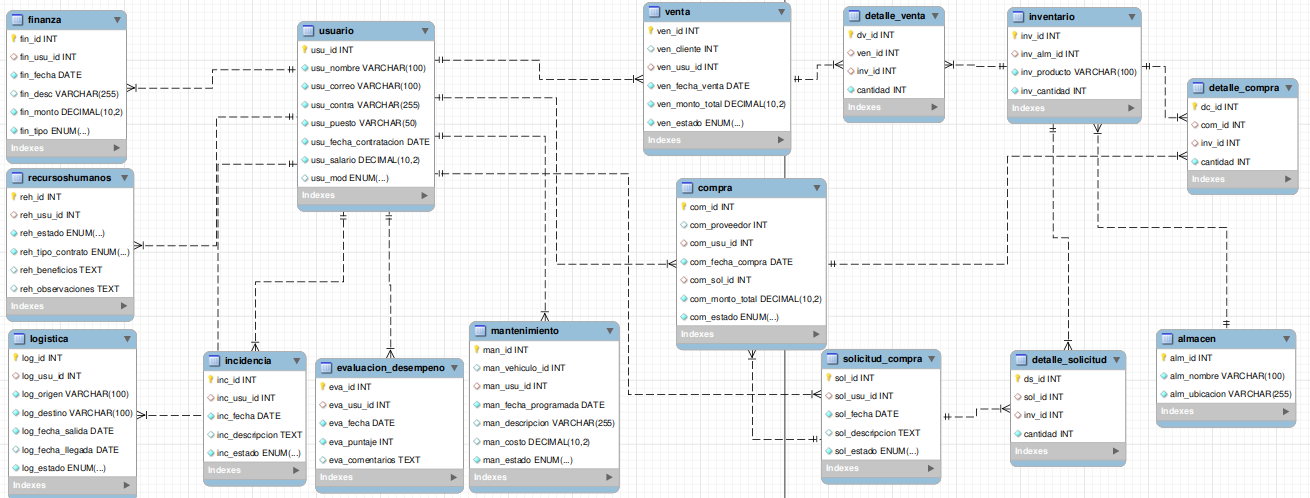 finanza
fin_id INT
fin_usu_id INT
fin_fecha DATE
fin_desc VARCHAR(255)
fin_monto DECIMAL(10,2)
fin_tipo ENUM(...)
Indexes
recursoshumanos
reh_id INT
reh_usu_id INT
reh_estado ENUM(...)
reh_tipo_contrato ENUM(...)
reh_beneficios TEXT
reh_observaciones TEXT
Indexes
logistica
log_id INT
log_usu_id INT
log_origen VARCHAR(100)
log_destino VARCHAR(100)
log_fecha_salida DATE
log_fecha_llegada DATE
log_estado ENUM(...)
Indexes
usuario
usu_id INT
usu_nombre VARCHAR(100)
usu_correo VARCHAR(100)
usu_contra VARCHAR(255)
usu_puesto VARCHAR(50)
usu_fecha_contratacion DATE
usu_salario DECIMAL(10,2)
usu_mod ENUM(...)
Indexes
incidencia
inc_id INT
inc_usu_id INT
inc_fecha DATE
inc_descripcion TEXT
inc_estado ENUM(...)
Indexes
evaluacion_desempeno
eva_id INT
eva_usu_id INT
eva_fecha DATE
eva_puntaje INT
eva_comentarios TEXT
Indexes
mantenimiento
man_id INT
man_vehiculo_id INT
man_usu_id INT
man_fecha_programada DATE
man_descripcion VARCHAR(255)
man_costo DECIMAL(10,2)
man_estado ENUM(...)
Indexes
venta
ven_id INT
ven_cliente INT
ven_usu_id INT
ven_fecha_venta DATE
ven_monto_total DECIMAL(10,2)
ven_estado ENUM(...)
Indexes
compra
com_id INT
com_proveedor INT
com_usu_id INT
com_fecha_compra DATE
com_sol_id INT
com_monto_total DECIMAL(10,2)
com_estado ENUM(...)
Indexes
detalle_venta
dv_id INT
ven_id INT
inv_id INT
cantidad INT
Indexes
solicitud_compra
sol_id INT
sol_usu_id INT
sol_fecha DATE
sol_descripcion TEXT
sol_estado ENUM(...)
Indexes
inventario
inv_id INT
inv_alm_id INT
inv_producto VARCHAR(100)
inv_cantidad INT
Indexes
detalle_solicitud
ds_id INT
sol_id INT
inv_id INT
cantidad INT
Indexes
detalle_compra
dc_id INT
com_id INT
inv_id INT
cantidad INT
Indexes
almacen
alm_id INT
alm_nombre VARCHAR(100)
alm_ubicacion VARCHAR(255)
Indexes